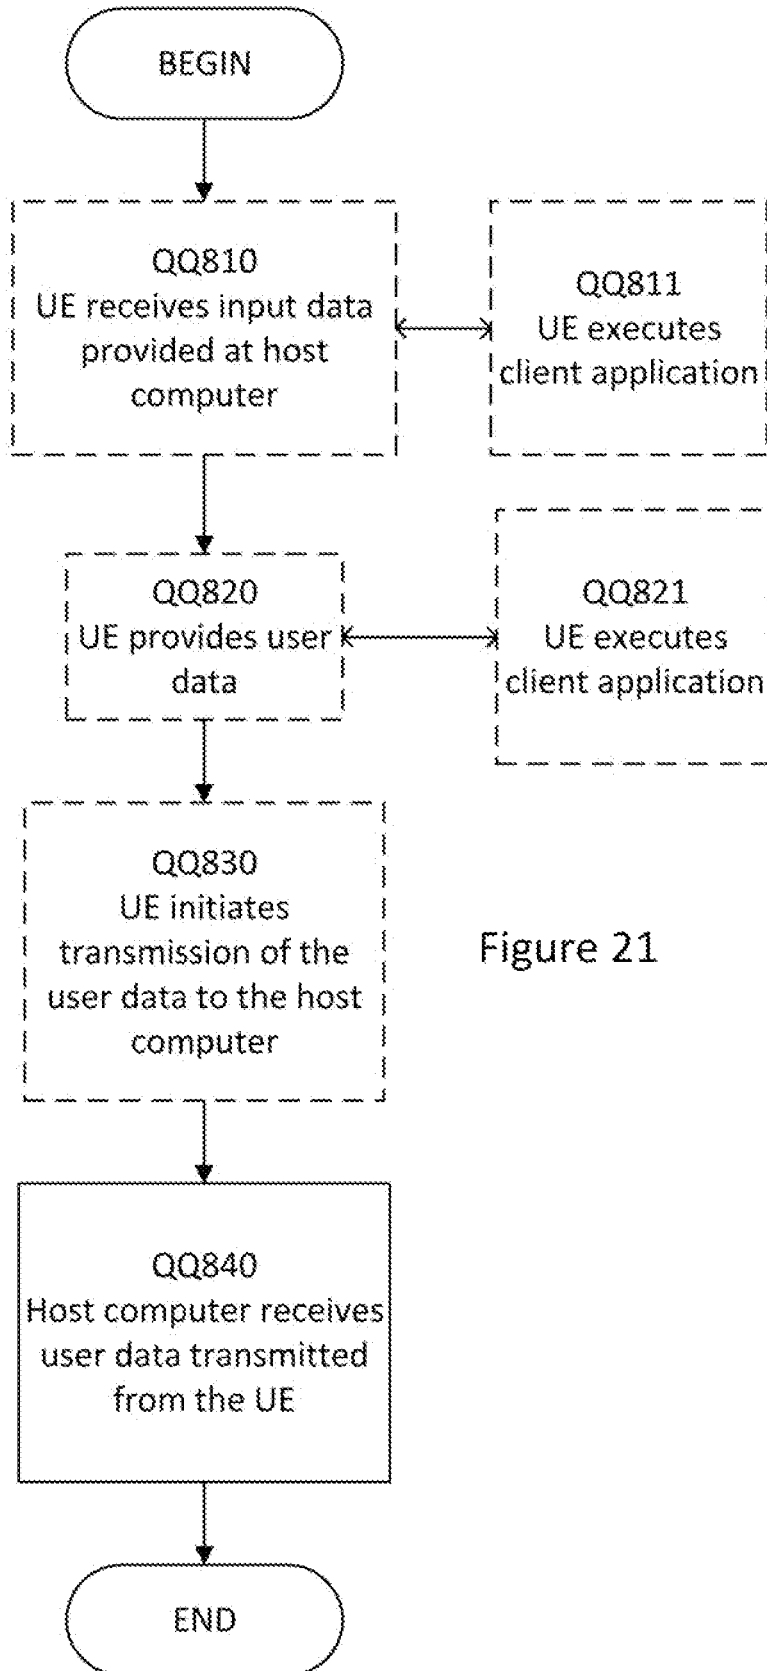 BEGIN
QQ810
UE receives input data
provided at host
computer
QQ811
UE executes
client application
QQ820
UE provides user
data
QQ821
UE executes
client application
QQ830
UE initiates
transmission of the
user data to the host
computer
Figure 21
QQ840
Host computer receives
user data transmitted
from the UE
END